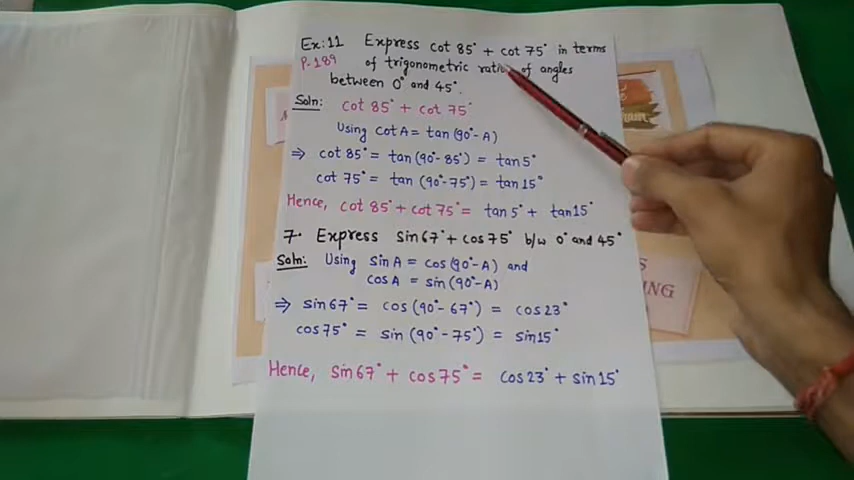 Ex:11 Express cot 85° + cot 75° in terms
P-189 of trigonometric ratios of angles
between 0° and 45°.
Soln: cot 85° + cot 75°
Using cot A = tan (90°-A)
⇒ cot 85° = tan (90°-85°) = tan 5°
cot 75° = tan (90°-75°) = tan 15°
Hence, cot 85° + cot 75° = tan 5° + tan 15°
7. Express sin 67° + cos 75° b/w 0° and 45°
Soln: Using sin A = cos (90°-A) and
cos A = sin (90°-A)
⇒ sin 67° = cos (90°-67°) = cos 23°
cos 75° = sin (90°-75°) = sin 15°
Hence, sin 67° + cos 75° = cos 23° + sin 15°